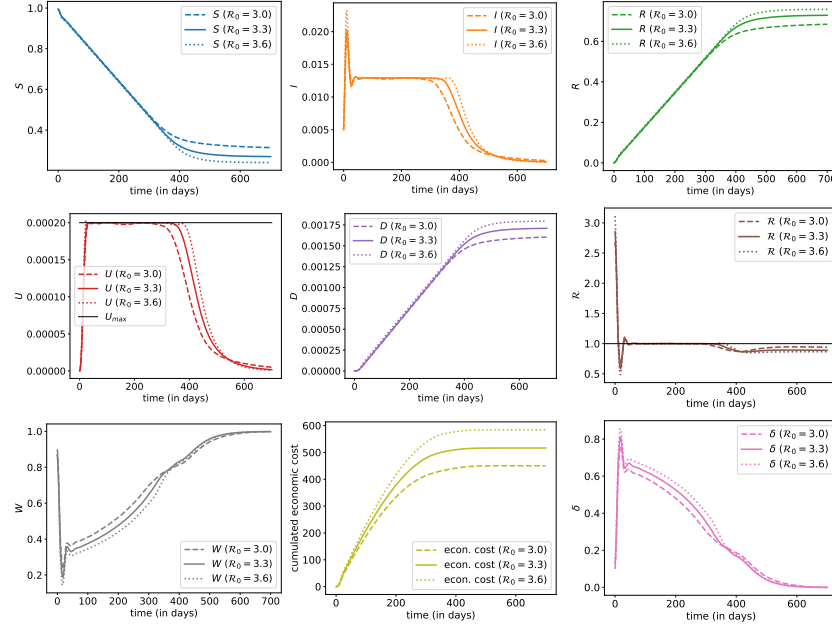 1.0
0.8
0.6
0.4
S
0
200
400
600
time (in days)
S (ℛ₀ = 3.0)
S (ℛ₀ = 3.3)
S (ℛ₀ = 3.6)
0.020
0.015
0.010
0.005
0.000
I
0
200
400
600
time (in days)
I (ℛ₀ = 3.0)
I (ℛ₀ = 3.3)
I (ℛ₀ = 3.6)
0.6
0.4
0.2
0.0
R
0
100
200
300
400
500
600
700
time (in days)
R (ℛ₀ = 3.0)
R (ℛ₀ = 3.3)
R (ℛ₀ = 3.6)
0.00020
0.00015
0.00010
0.00005
0.00000
U
0
200
400
600
time (in days)
U (ℛ₀ = 3.0)
U (ℛ₀ = 3.3)
U (ℛ₀ = 3.6)
Uₘₐₓ
0.00175
0.00150
0.00125
0.00100
0.00075
0.00050
0.00025
0.00000
D
0
200
400
600
time (in days)
D (ℛ₀ = 3.0)
D (ℛ₀ = 3.3)
D (ℛ₀ = 3.6)
3.0
2.5
2.0
1.5
1.0
0.5
ℛ
0
200
400
600
time (in days)
ℛ (ℛ₀ = 3.0)
ℛ (ℛ₀ = 3.3)
ℛ (ℛ₀ = 3.6)
1.0
0.8
0.6
0.4
0.2
W
0
100
200
300
400
500
600
700
time (in days)
W (ℛ₀ = 3.0)
W (ℛ₀ = 3.3)
W (ℛ₀ = 3.6)
600
500
400
300
200
100
0
cumulated economic cost
0
200
400
600
time (in days)
econ. cost (ℛ₀ = 3.0)
econ. cost (ℛ₀ = 3.3)
econ. cost (ℛ₀ = 3.6)
0.8
0.6
0.4
0.2
0.0
δ
0
200
400
600
time (in days)
δ (ℛ₀ = 3.0)
δ (ℛ₀ = 3.3)
δ (ℛ₀ = 3.6)